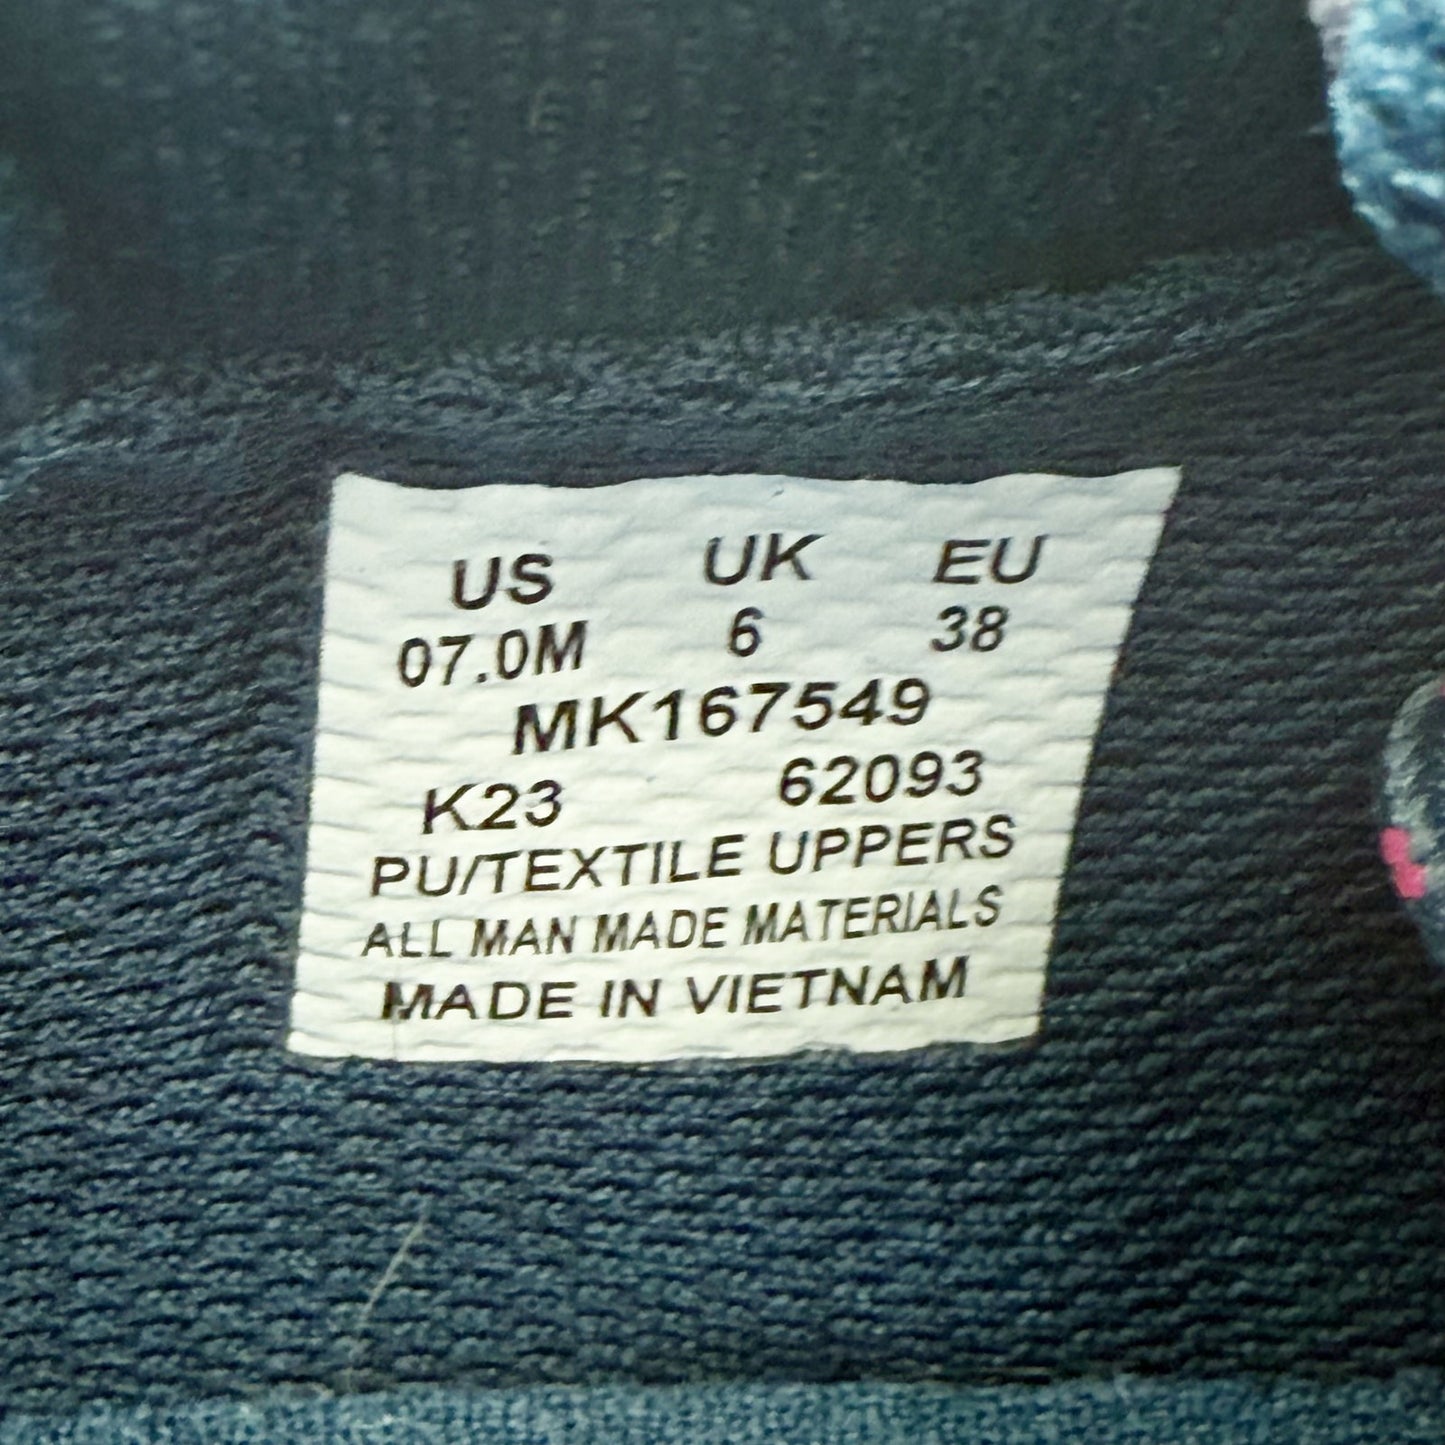 US UK EU
07.0M 6 38
MK167549
K23 62093
PU/TEXTILE UPPERS
ALL MAN MADE MATERIALS
MADE IN VIETNAM